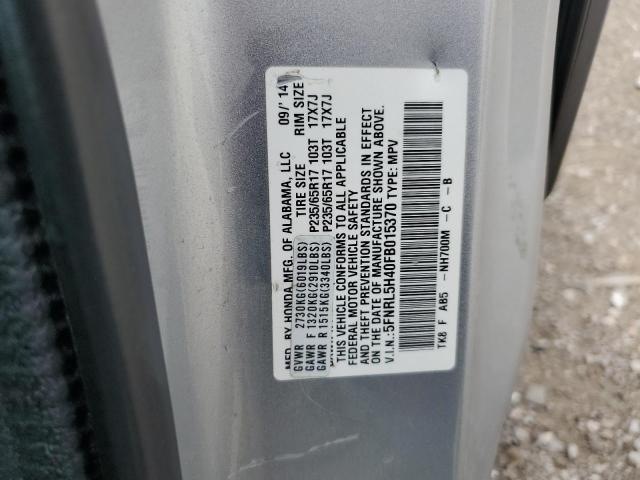 MFD. BY HONDA MFG. OF ALABAMA, LLC 09/'14
TIRE SIZE RIM SIZE
GVWR 2730KG(6019LBS)
GAWR F 1320KG(2910LBS) P235/65R17 103T 17X7J
GAWR R 1515KG(3340LBS) P235/65R17 103T 17X7J
THIS VEHICLE CONFORMS TO ALL APPLICABLE
FEDERAL MOTOR VEHICLE SAFETY
AND THEFT PREVENTION STANDARDS IN EFFECT
ON THE DATE OF MANUFACTURE SHOWN ABOVE.
V.I.N.:5FNRL5H40FB015370 TYPE: MPV
TK8 F AB5 -NH700M -C -B